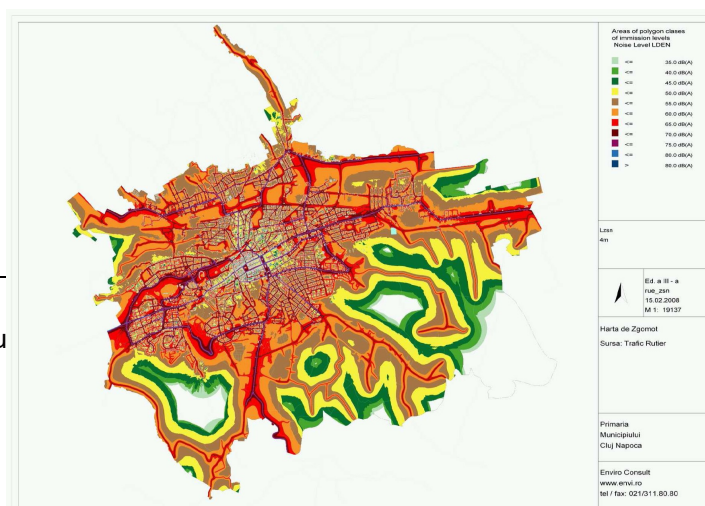 Areas of polygon clases
of immission levels
Noise Level LDEN
<= 35.0 dB(A)
<= 40.0 dB(A)
<= 45.0 dB(A)
<= 50.0 dB(A)
<= 55.0 dB(A)
<= 60.0 dB(A)
<= 65.0 dB(A)
<= 70.0 dB(A)
<= 75.0 dB(A)
<= 80.0 dB(A)
> 80.0 dB(A)
Lzsn
4m
Ed. a III - a
rue_zsn
15.02.2008
M 1: 19137
Harta de Zgomot
Sursa: Trafic Rutier
u
Primaria
Municipiului
Cluj Napoca
Enviro Consult
www.envi.ro
tel / fax: 021/311.80.80